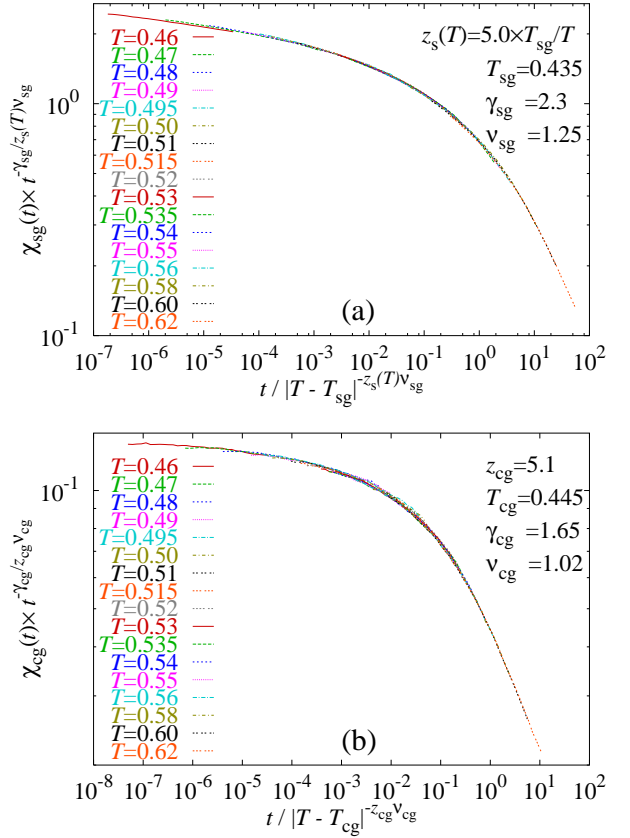 z_s(T)=5.0×T_sg/T
T_sg=0.435
γ_sg=2.3
ν_sg=1.25
T=0.46
T=0.47
T=0.48
T=0.49
T=0.495
T=0.50
T=0.51
T=0.515
T=0.52
T=0.53
T=0.535
T=0.54
T=0.55
T=0.56
T=0.58
T=0.60
T=0.62
χ_sg(t)× t^{-γ_sg/z_s(T)ν_sg}
10^0
10^-1
(a)
10^-7 10^-6 10^-5 10^-4 10^-3 10^-2 10^-1 10^0 10^1 10^2
t / |T - T_sg|^{-z_s(T)ν_sg}
z_cg=5.1
T_cg=0.445
γ_cg=1.65
ν_cg=1.02
T=0.46
T=0.47
T=0.48
T=0.49
T=0.495
T=0.50
T=0.51
T=0.515
T=0.52
T=0.53
T=0.535
T=0.54
T=0.55
T=0.56
T=0.58
T=0.60
T=0.62
χ_cg(t)× t^{-γ_cg/z_cgν_cg}
10^-1
(b)
10^-8 10^-7 10^-6 10^-5 10^-4 10^-3 10^-2 10^-1 10^0 10^1 10^2
t / |T - T_cg|^{-z_cgν_cg}